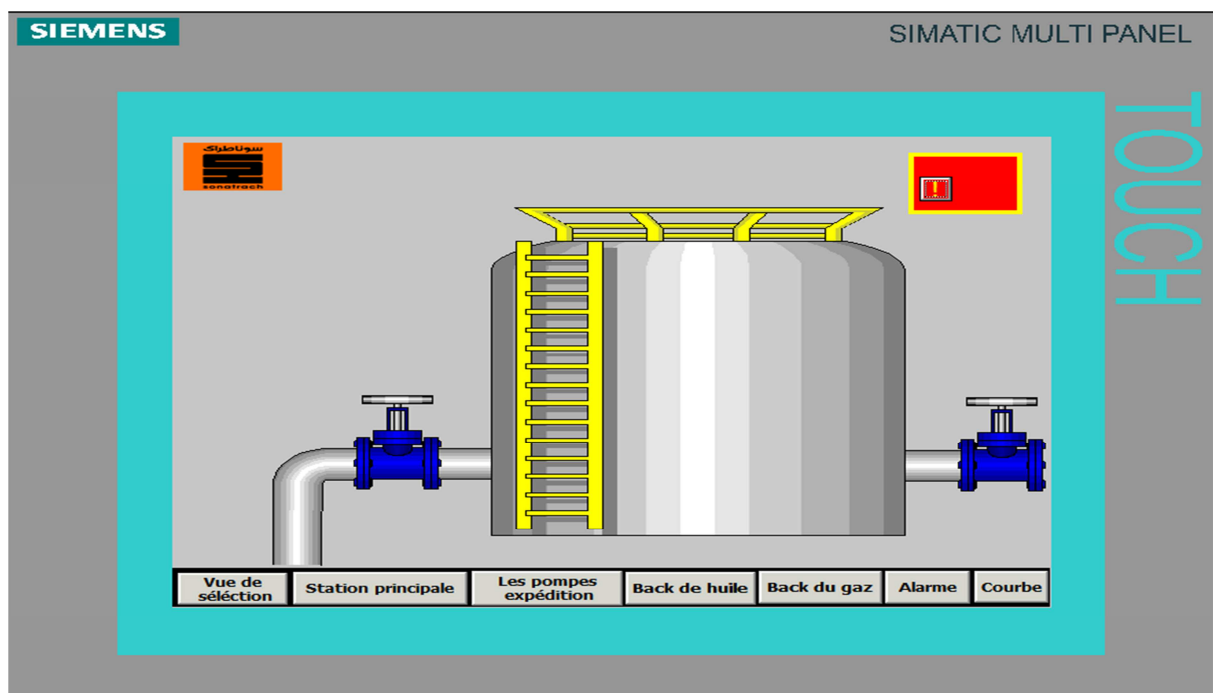 SIEMENS
SIMATIC MULTI PANEL
TOUCH
سوناطراك
sonatrach
!
Vue de
séléction
Station principale
Les pompes
expédition
Back de huile
Back du gaz
Alarme
Courbe